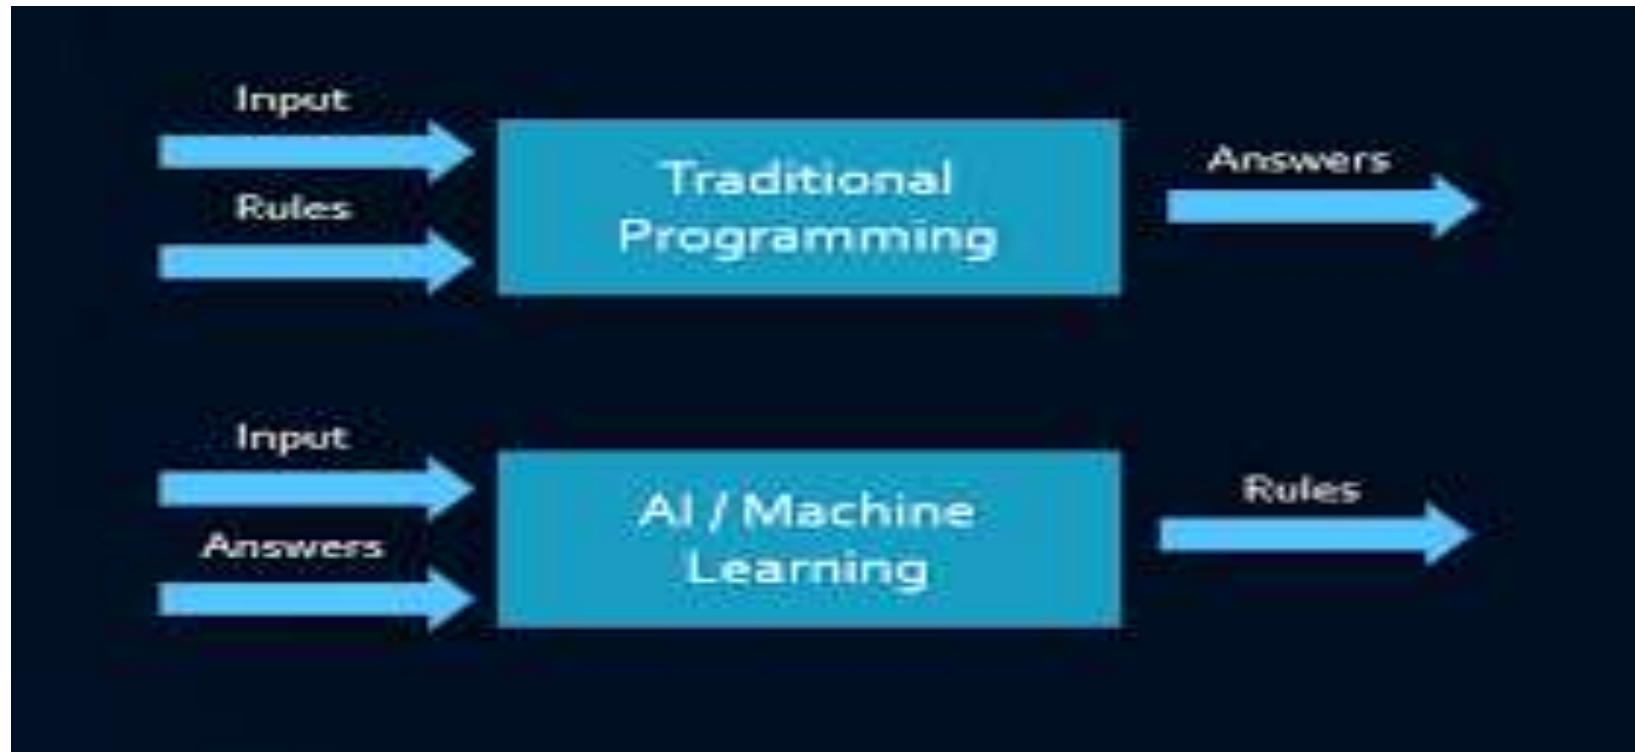 Input
Rules
Traditional
Programming
Answers
Input
Answers
AI / Machine
Learning
Rules